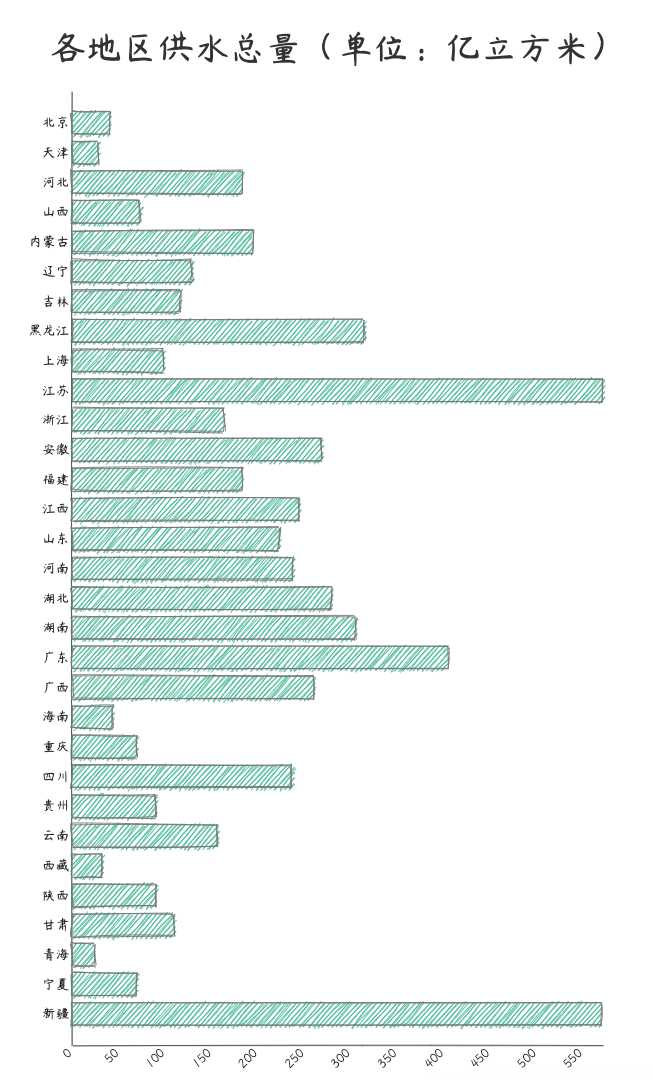 各地区供水总量（单位：亿立方米）
北京
天津
河北
山西
内蒙古
辽宁
吉林
黑龙江
上海
江苏
浙江
安徽
福建
江西
山东
河南
湖北
湖南
广东
广西
海南
重庆
四川
贵州
云南
西藏
陕西
甘肃
青海
宁夏
新疆
0 50 100 150 200 250 300 350 400 450 500 550